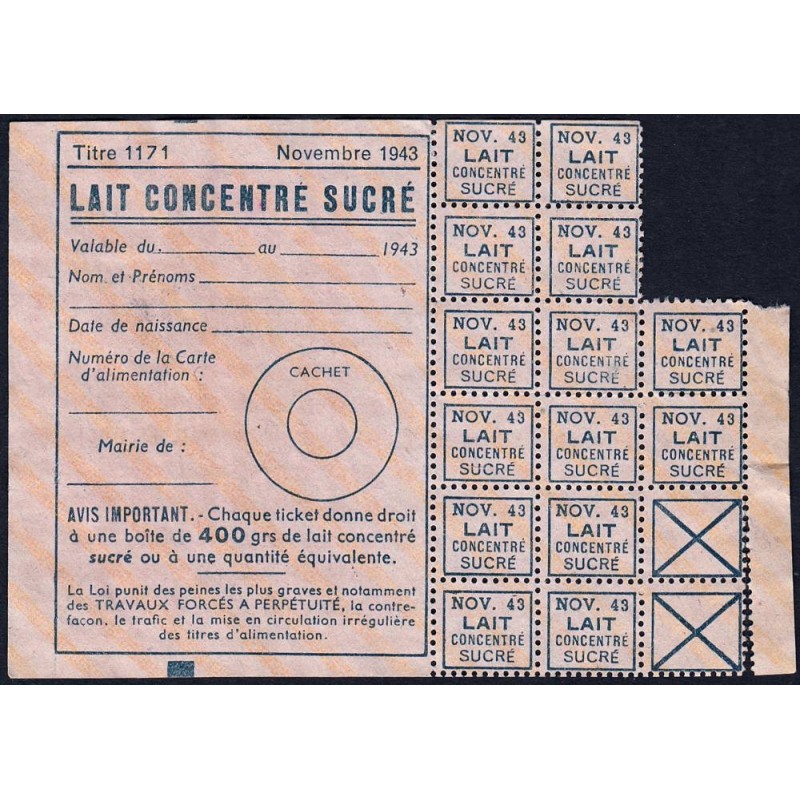 Titre 1171 Novembre 1943
LAIT CONCENTRÉ SUCRÉ
Valable du, au 1943
Nom et Prénoms
Date de naissance
Numéro de la Carte
d'alimentation :
CACHET
Mairie de :
AVIS IMPORTANT. - Chaque ticket donne droit
à une boîte de 400 grs de lait concentré
sucré ou à une quantité équivalente.
La Loi punit des peines les plus graves et notamment
des TRAVAUX FORCÉS A PERPÉTUITÉ, la contre-
façon, le trafic et la mise en circulation irrégulière
des titres d'alimentation.
NOV. 43 NOV. 43
LAIT LAIT
CONCENTRÉ CONCENTRÉ
SUCRÉ SUCRÉ
NOV. 43 NOV. 43
LAIT LAIT
CONCENTRÉ CONCENTRÉ
SUCRÉ SUCRÉ
NOV. 43 NOV. 43 NOV. 43
LAIT LAIT LAIT
CONCENTRÉ CONCENTRÉ CONCENTRÉ
SUCRÉ SUCRÉ SUCRÉ
NOV. 43 NOV. 43 NOV. 43
LAIT LAIT LAIT
CONCENTRÉ CONCENTRÉ CONCENTRÉ
SUCRÉ SUCRÉ SUCRÉ
NOV. 43 NOV. 43
LAIT LAIT
CONCENTRÉ CONCENTRÉ
SUCRÉ SUCRÉ
NOV. 43 NOV. 43
LAIT LAIT
CONCENTRÉ CONCENTRÉ
SUCRÉ SUCRÉ